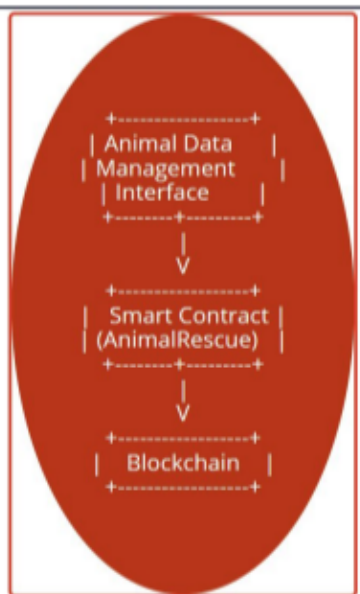 +------------------+
| Animal Data |
| Management |
| Interface |
+--------+---------+
|
V
+------------------+
| Smart Contract |
| (AnimalRescue) |
+--------+---------+
|
V
+------------------+
| Blockchain |
+------------------+